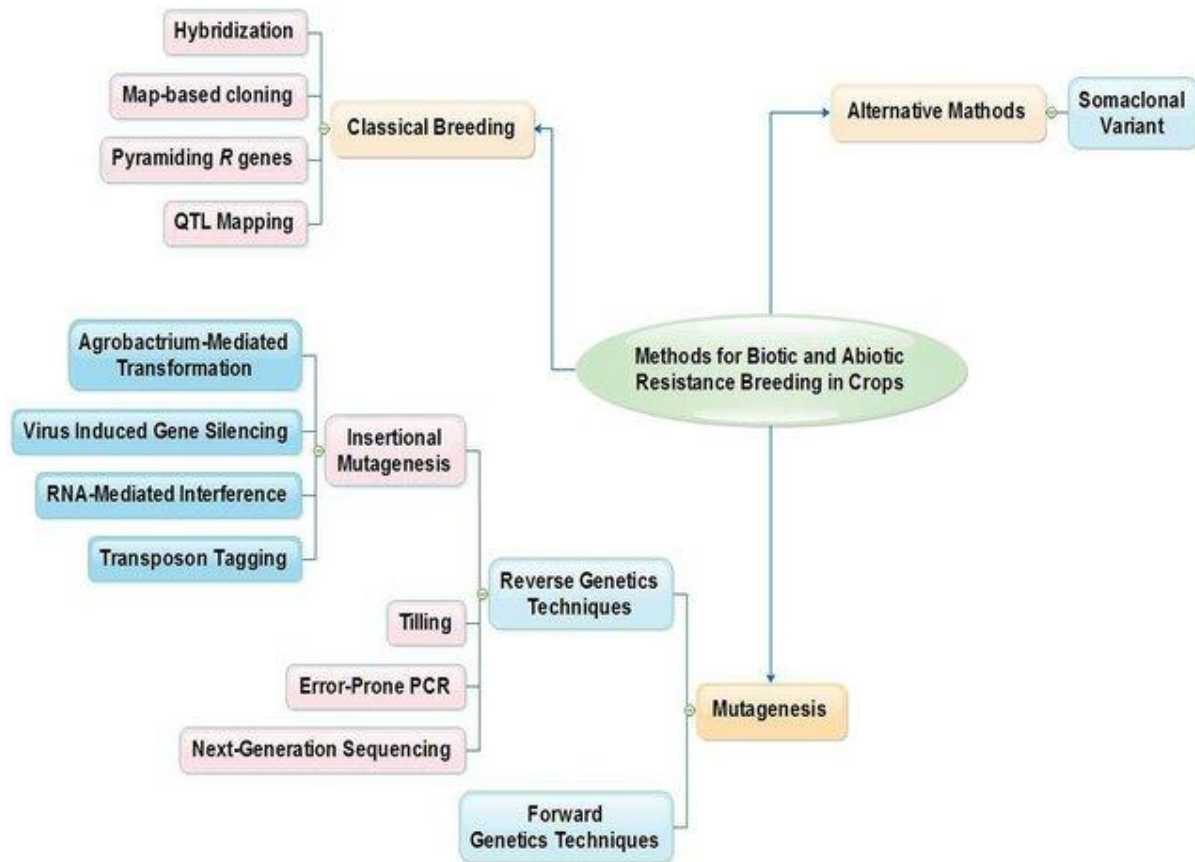 Hybridization
Map-based cloning
Pyramiding R genes
QTL Mapping
Classical Breeding
Alternative Mathods
Somaclonal
Variant
Methods for Biotic and Abiotic
Resistance Breeding in Crops
Agrobactrium-Mediated
Transformation
Virus Induced Gene Silencing
RNA-Mediated Interference
Transposon Tagging
Insertional
Mutagenesis
Reverse Genetics
Techniques
Tilling
Error-Prone PCR
Next-Generation Sequencing
Mutagenesis
Forward
Genetics Techniques